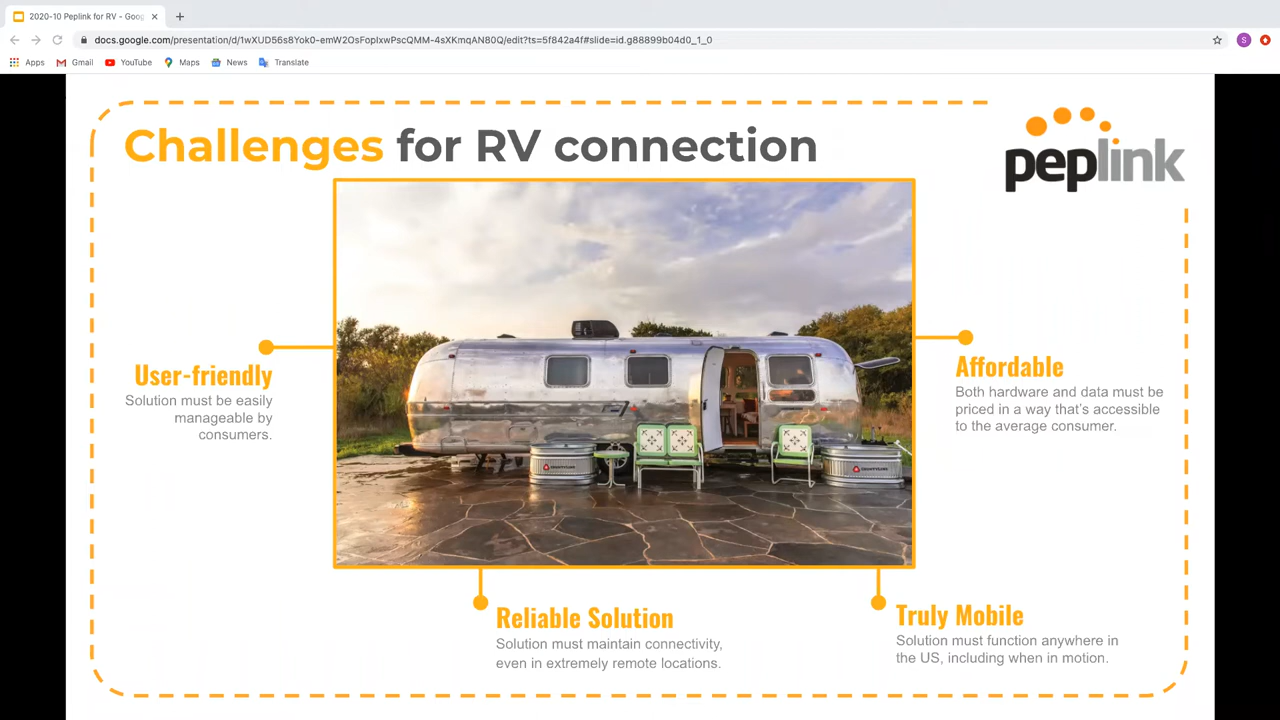 2020-10 Peplink for RV - Goog
docs.google.com/presentation/d/1wXUD56s8Yok0-emW2OsFopIxwPscQMM-4sXKmqAN80Q/edit?ts=5f842a4f#slide=id.g88899b04d0_1_0
S
Apps Gmail YouTube Maps News Translate
Challenges for RV connection
peplink
User-friendly
Solution must be easily
manageable by
consumers.
Affordable
Both hardware and data must be
priced in a way that's accessible
to the average consumer.
Reliable Solution
Solution must maintain connectivity,
even in extremely remote locations.
Truly Mobile
Solution must function anywhere in
the US, including when in motion.